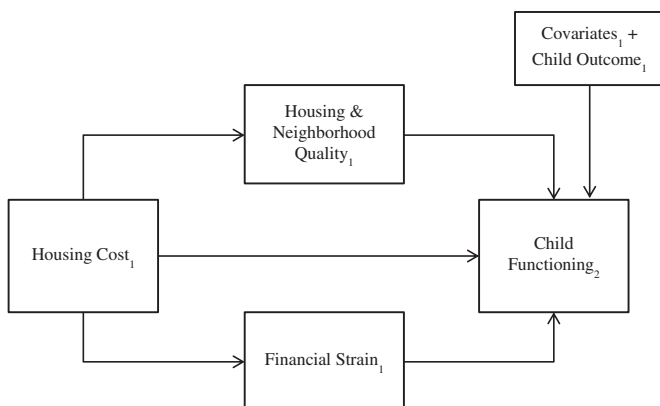 Covariates₁ +
Child Outcome₁
Housing &
Neighborhood
Quality₁
Housing Cost₁
Child
Functioning₂
Financial Strain₁